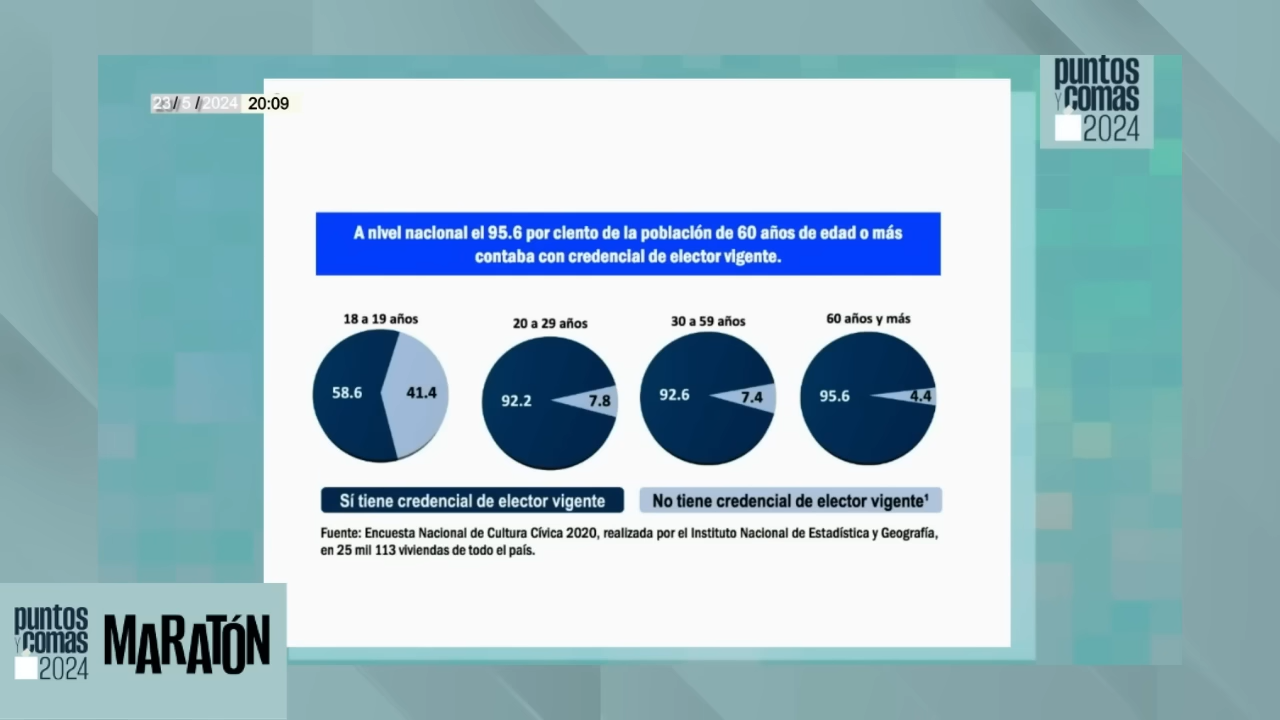 puntos
Y comas
2024
23/ 5 /2024 20:09
A nivel nacional el 95.6 por ciento de la población de 60 años de edad o más
contaba con credencial de elector vigente.
18 a 19 años
20 a 29 años
30 a 59 años
60 años y más
58.6
41.4
92.2
7.8
92.6
7.4
95.6
4.4
Sí tiene credencial de elector vigente
No tiene credencial de elector vigente¹
Fuente: Encuesta Nacional de Cultura Cívica 2020, realizada por el Instituto Nacional de Estadística y Geografía,
en 25 mil 113 viviendas de todo el país.
puntos
Y comas
2024
MARATÓN